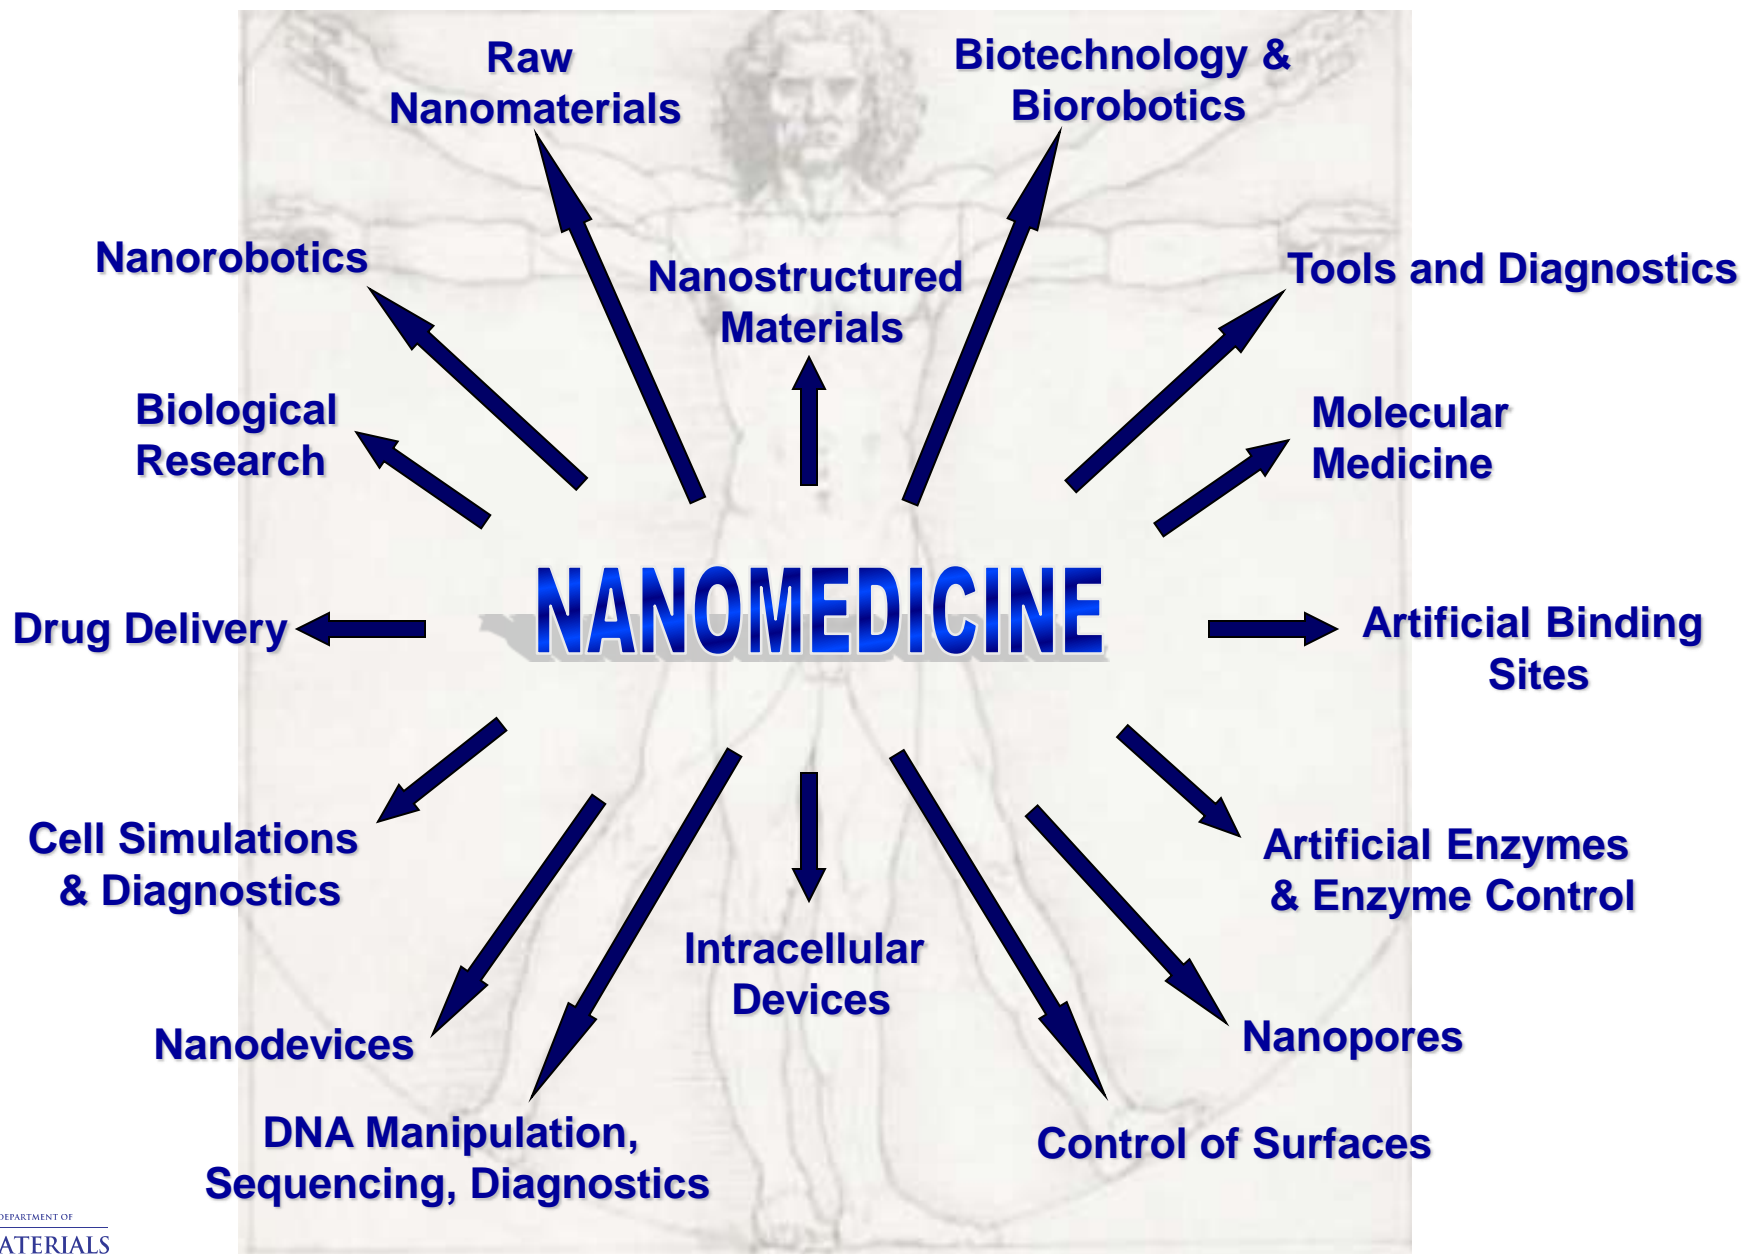 Raw
Nanomaterials
Biotechnology &
Biorobotics
Nanorobotics
Nanostructured
Materials
Tools and Diagnostics
Biological
Research
Molecular
Medicine
NANOMEDICINE
Drug Delivery
Artificial Binding
Sites
Cell Simulations
& Diagnostics
Artificial Enzymes
& Enzyme Control
Intracellular
Devices
Nanodevices
Nanopores
DNA Manipulation,
Sequencing, Diagnostics
Control of Surfaces
DEPARTMENT OF
ATERIALS